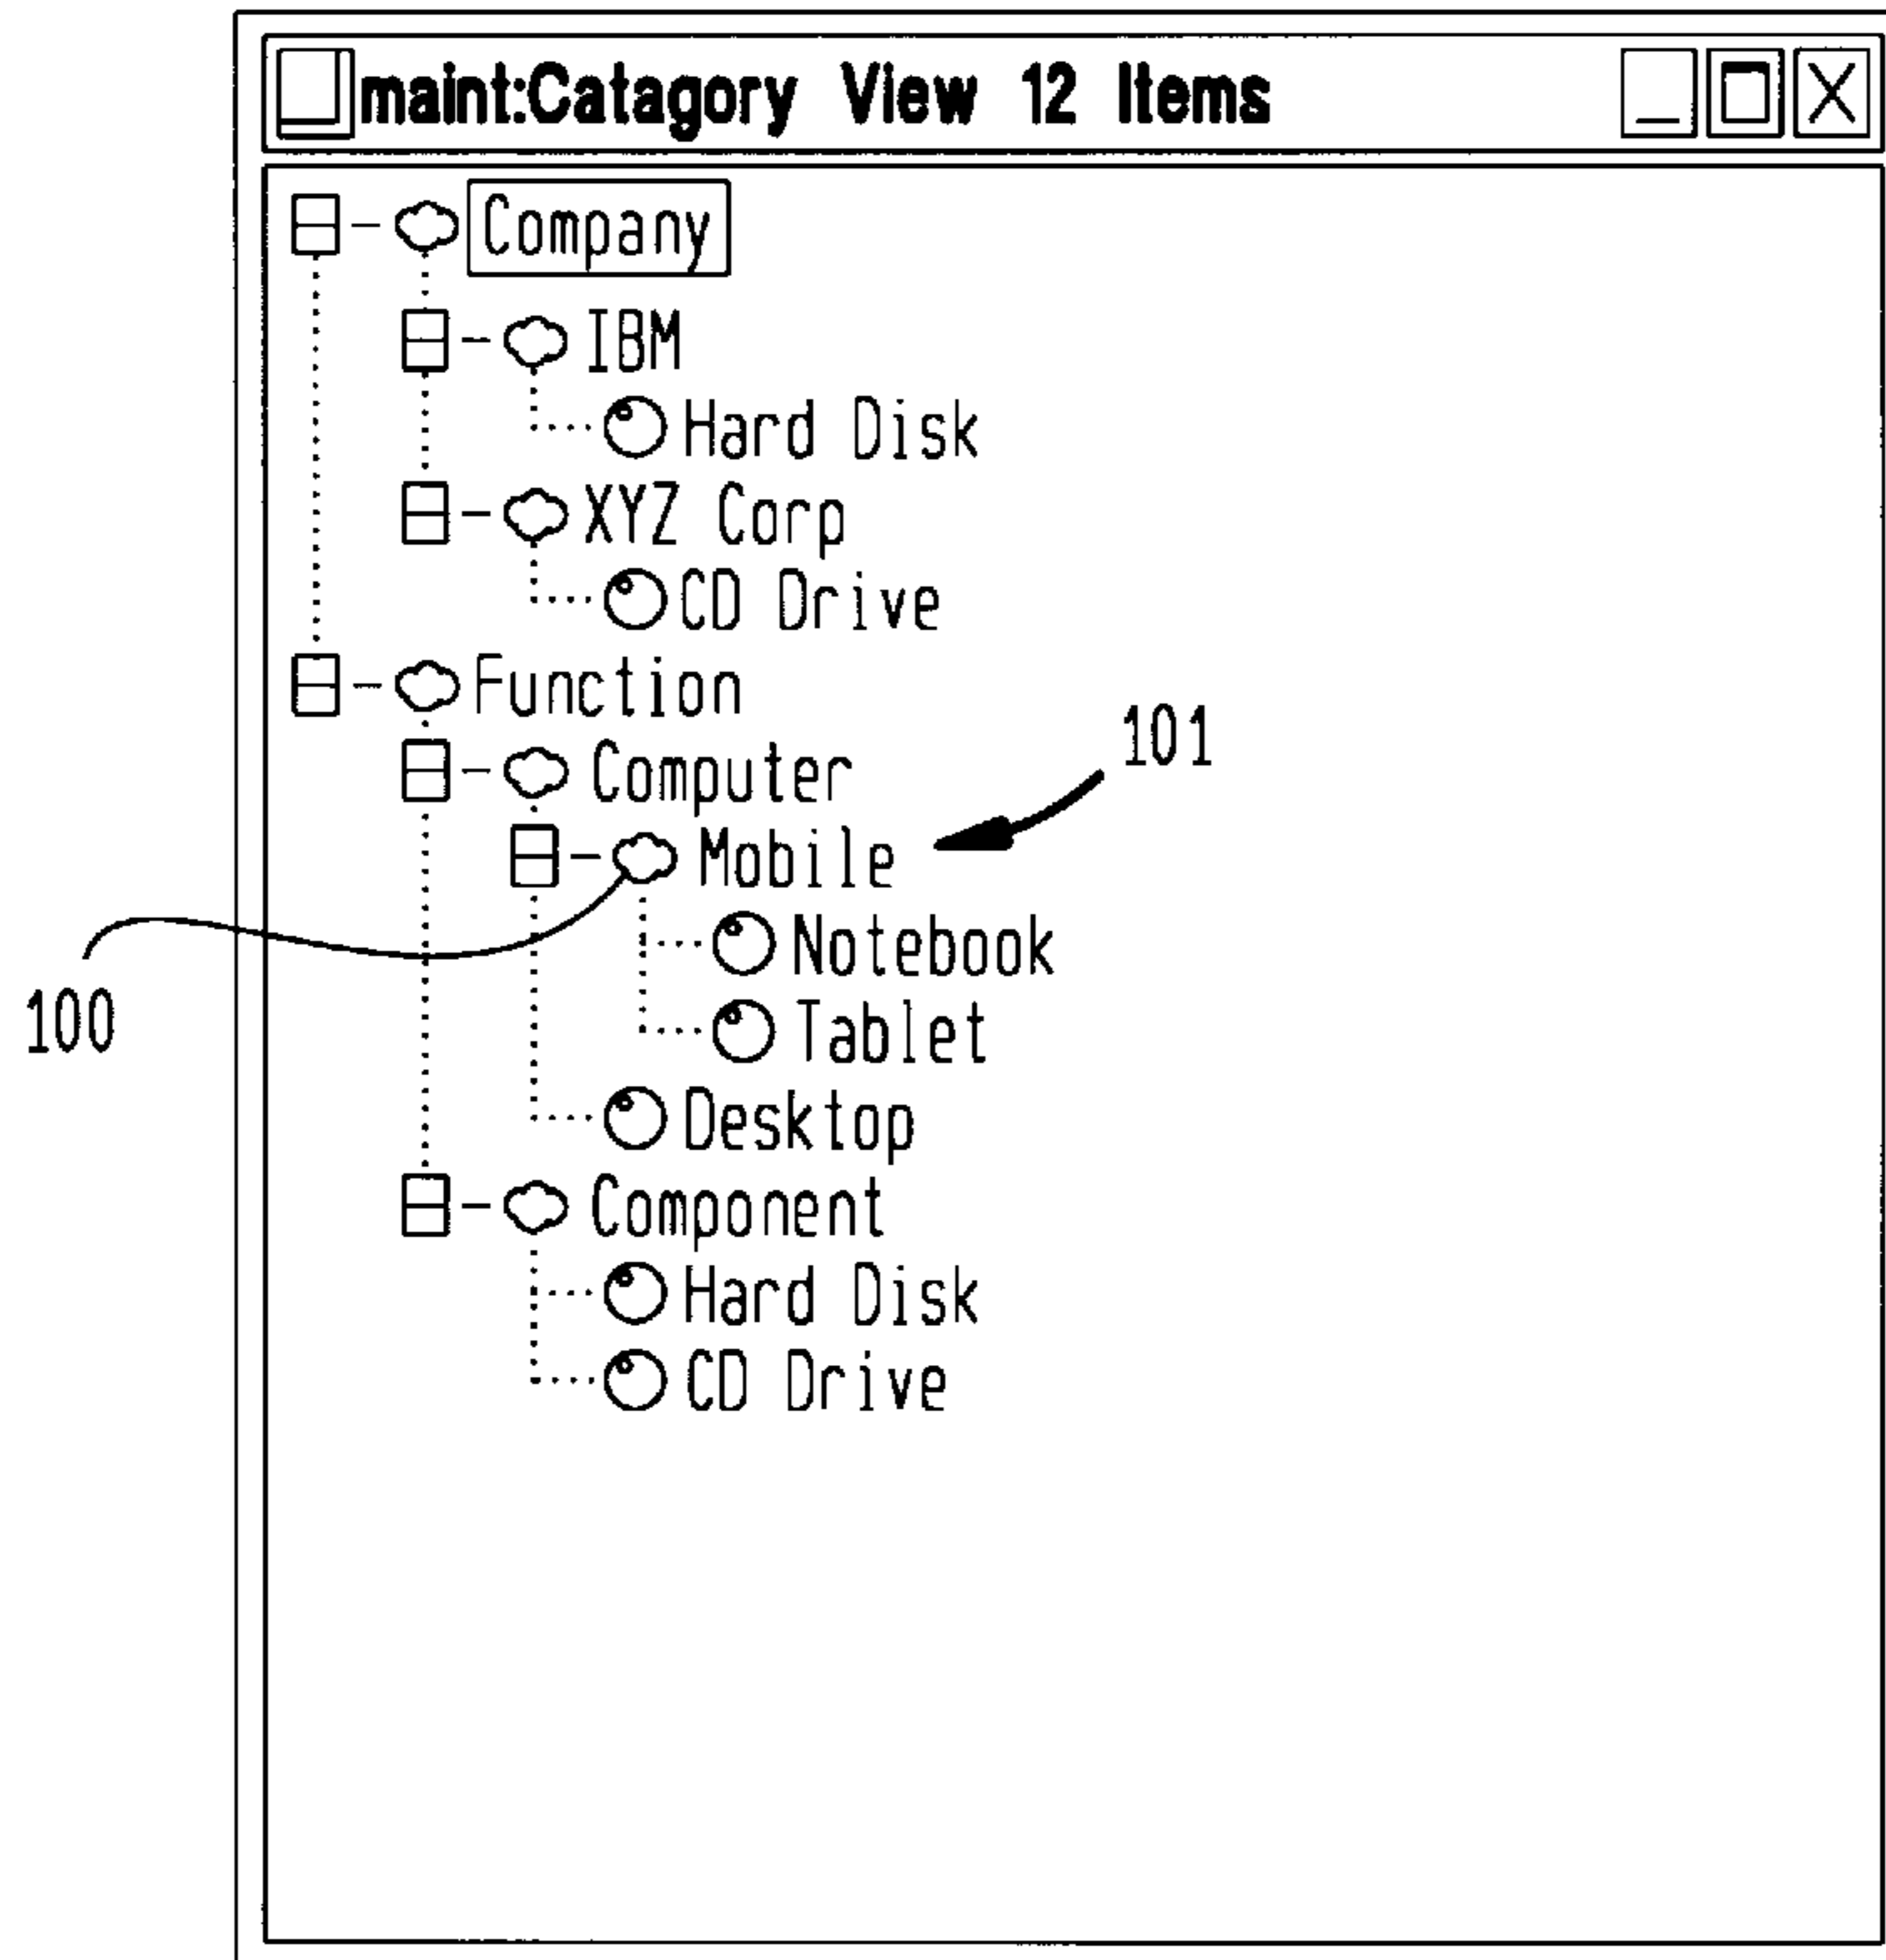 maint:Catagory View 12 Items
Company
IBM
Hard Disk
XYZ Corp
CD Drive
Function
101
Computer
Mobile
Notebook
100
Tablet
Desktop
Component
Hard Disk
CD Drive